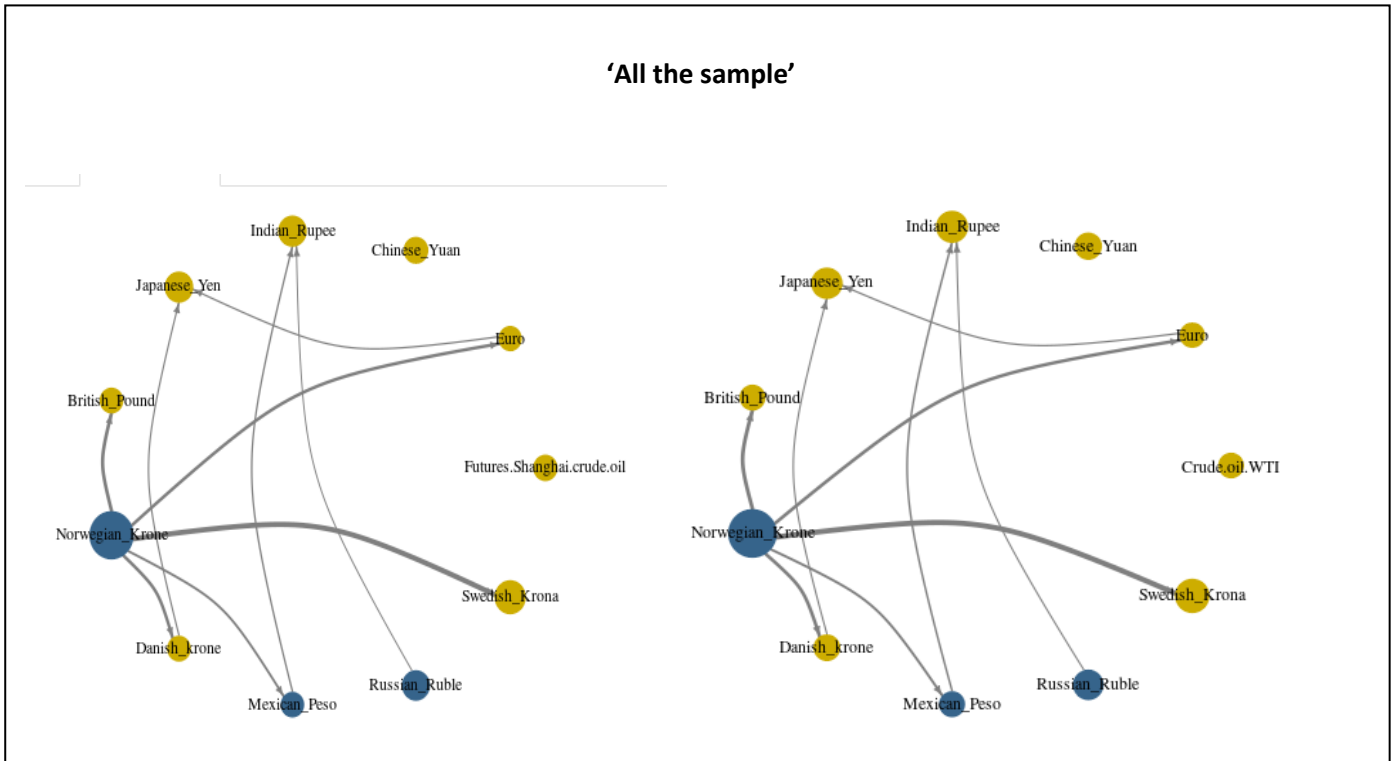 ‘All the sample’
Indian_Rupee
Chinese_Yuan
Japanese_Yen
Euro
British_Pound
Futures.Shanghai.crude.oil
Norwegian_Krone
Swedish_Krona
Danish_krone
Russian_Ruble
Mexican_Peso
Indian_Rupee
Chinese_Yuan
Japanese_Yen
Euro
British_Pound
Crude.oil.WTI
Norwegian_Krone
Swedish_Krona
Danish_krone
Russian_Ruble
Mexican_Peso